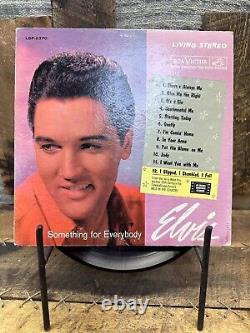 LSP-2370
LIVING STEREO
RCA VICTOR
1. There's Always Me
2. Give Me the Right
3. It's a Sin
4. Sentimental Me
5. Starting Today
6. Gently
7. I'm Comin' Home
8. In Your Arms
9. Put the Blame on Me
10. Judy
11. I Want You with Me
12. I Slipped, I Stumbled, I Fell
Something for Everybody
Elvis